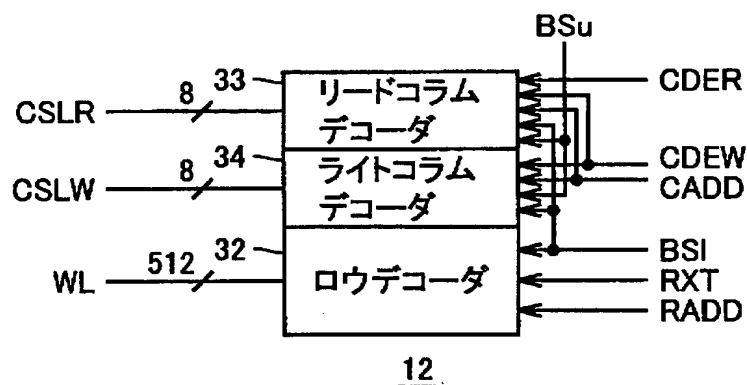 BSu
33
8
CSLR
リードコラム
デコーダ
CDER
34
8
CSLW
ライトコラム
デコーダ
CDEW
CADD
32
512
WL
ロウデコーダ
BSl
RXT
RADD
12